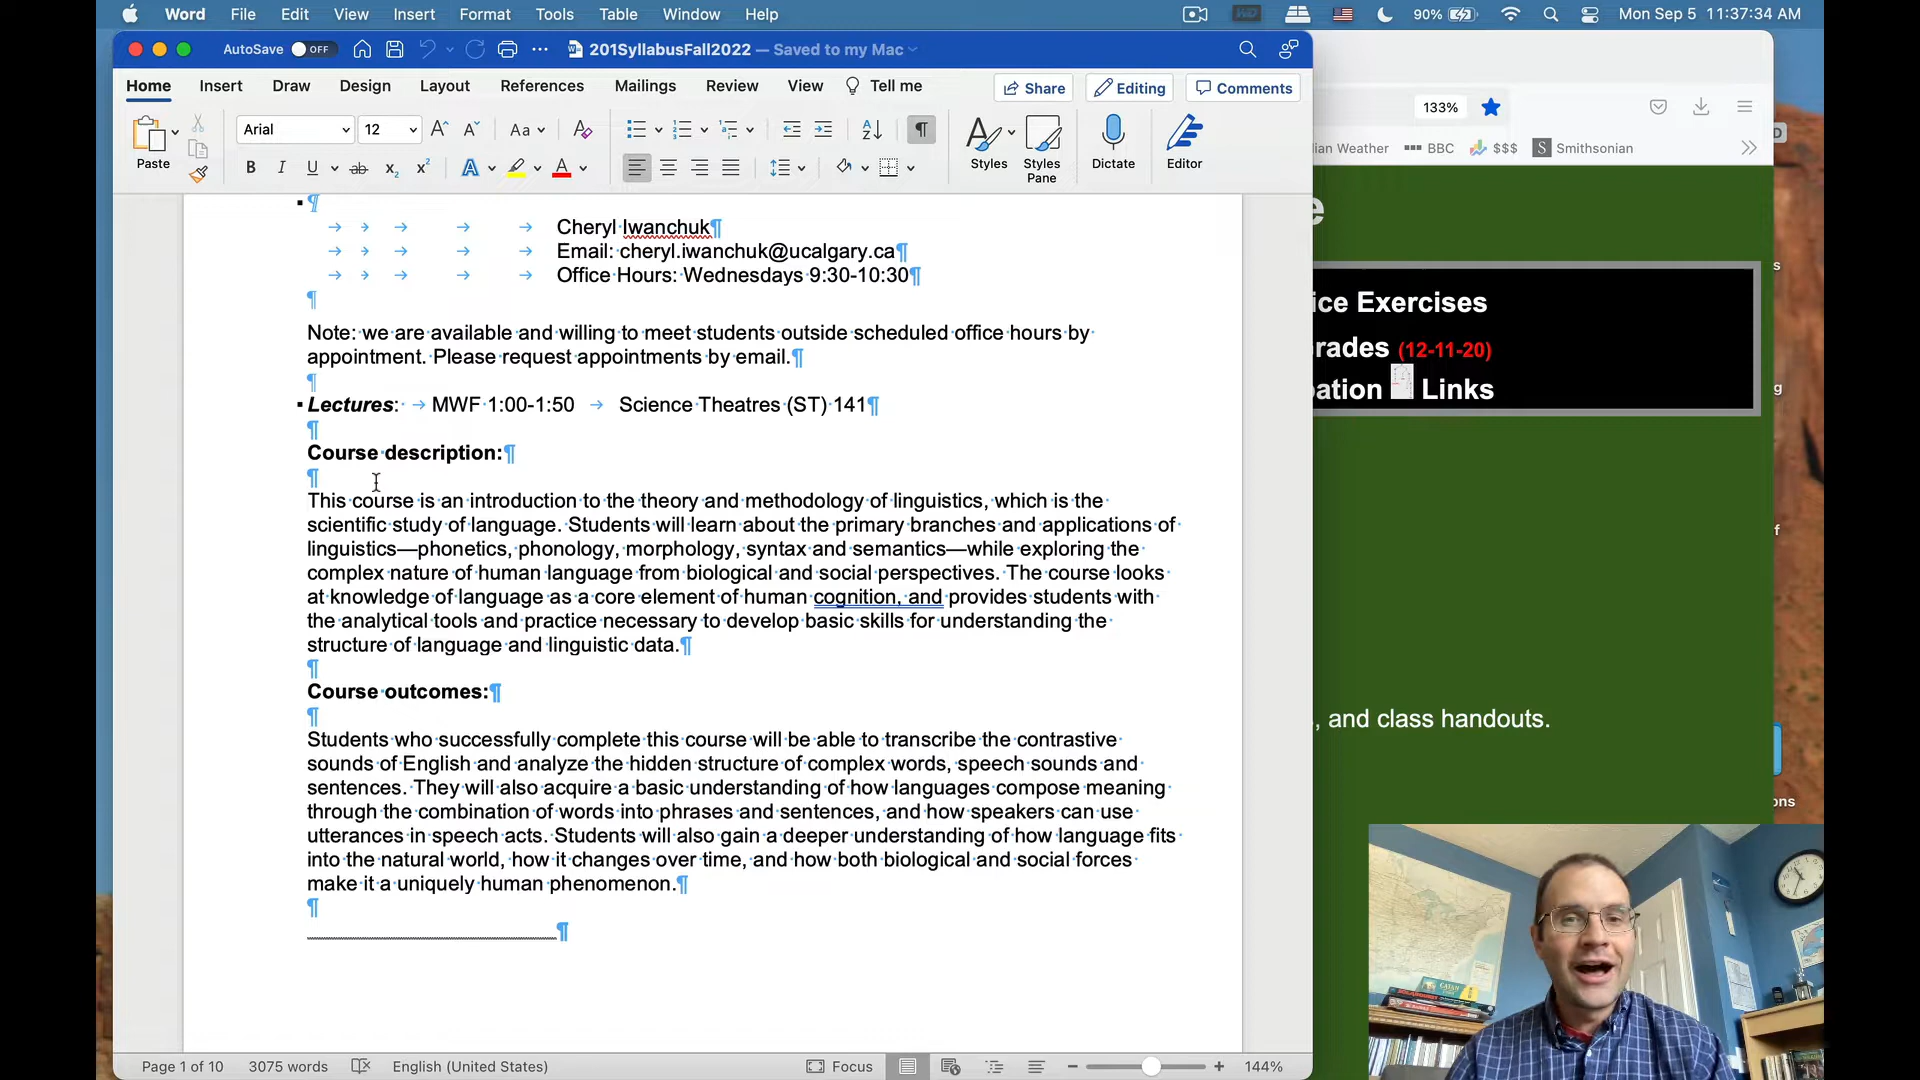 Word File Edit View Insert Format Tools Table Window Help
90% Mon Sep 5 11:37:34 AM
AutoSave OFF
201SyllabusFall2022 — Saved to my Mac
Home Insert Draw Design Layout References Mailings Review View Tell me
Share Editing Comments
Arial 12
Paste
Styles Styles Pane Dictate Editor
Cheryl Iwanchuk
Email: cheryl.iwanchuk@ucalgary.ca
Office Hours: Wednesdays 9:30-10:30
Note: we are available and willing to meet students outside scheduled office hours by
appointment. Please request appointments by email.
Lectures: MWF 1:00-1:50 Science Theatres (ST) 141
Course description:
This course is an introduction to the theory and methodology of linguistics, which is the
scientific study of language. Students will learn about the primary branches and applications of
linguistics—phonetics, phonology, morphology, syntax and semantics—while exploring the
complex nature of human language from biological and social perspectives. The course looks
at knowledge of language as a core element of human cognition, and provides students with
the analytical tools and practice necessary to develop basic skills for understanding the
structure of language and linguistic data.
Course outcomes:
Students who successfully complete this course will be able to transcribe the contrastive
sounds of English and analyze the hidden structure of complex words, speech sounds and
sentences. They will also acquire a basic understanding of how languages compose meaning
through the combination of words into phrases and sentences, and how speakers can use
utterances in speech acts. Students will also gain a deeper understanding of how language fits
into the natural world, how it changes over time, and how both biological and social forces
make it a uniquely human phenomenon.
Page 1 of 10 3075 words English (United States) Focus 144%
133%
lian Weather BBC $$$ S Smithsonian
e
ice Exercises
rades (12-11-20)
pation Links
, and class handouts.
CATAN